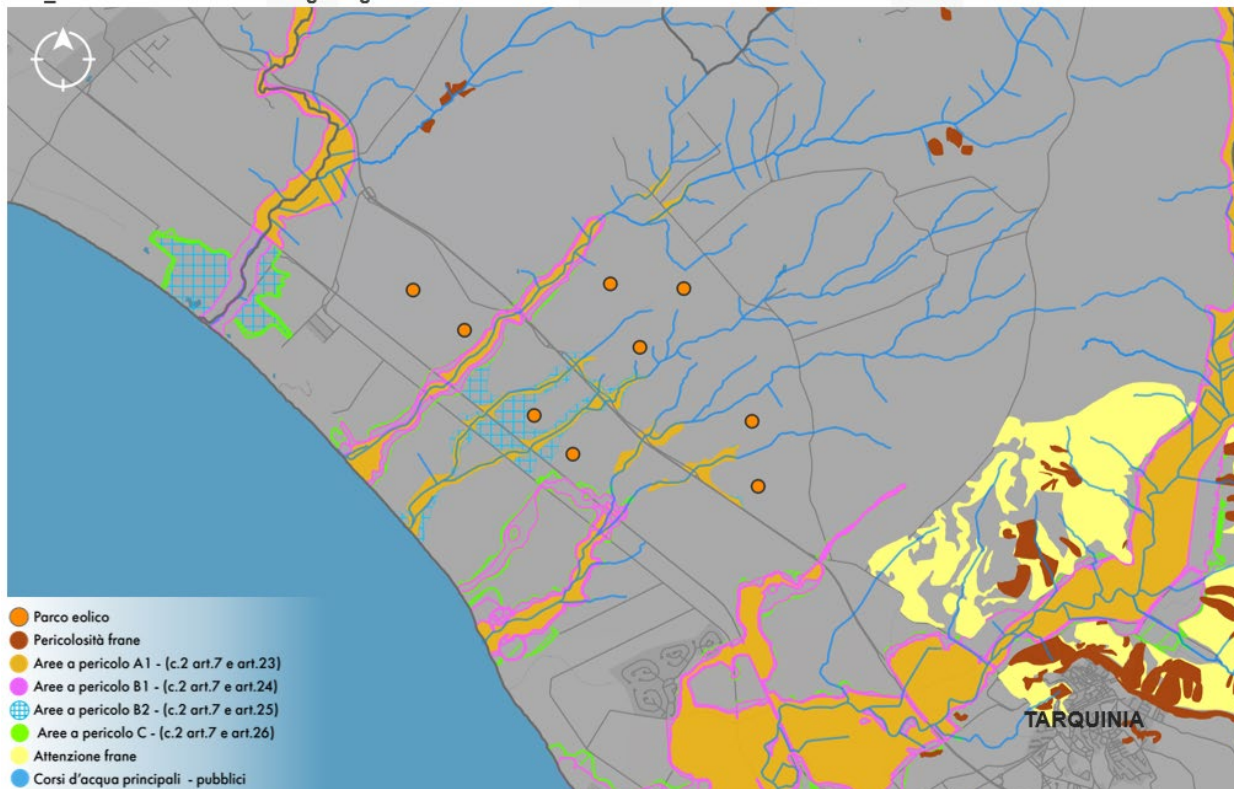 Parco eolico
Pericolosità frane
Aree a pericolo A1 - (c.2 art.7 e art.23)
Aree a pericolo B1 - (c.2 art.7 e art.24)
Aree a pericolo B2 - (c.2 art.7 e art.25)
Aree a pericolo C - (c.2 art.7 e art.26)
Attenzione frane
Corsi d'acqua principali - pubblici
TARQUINIA